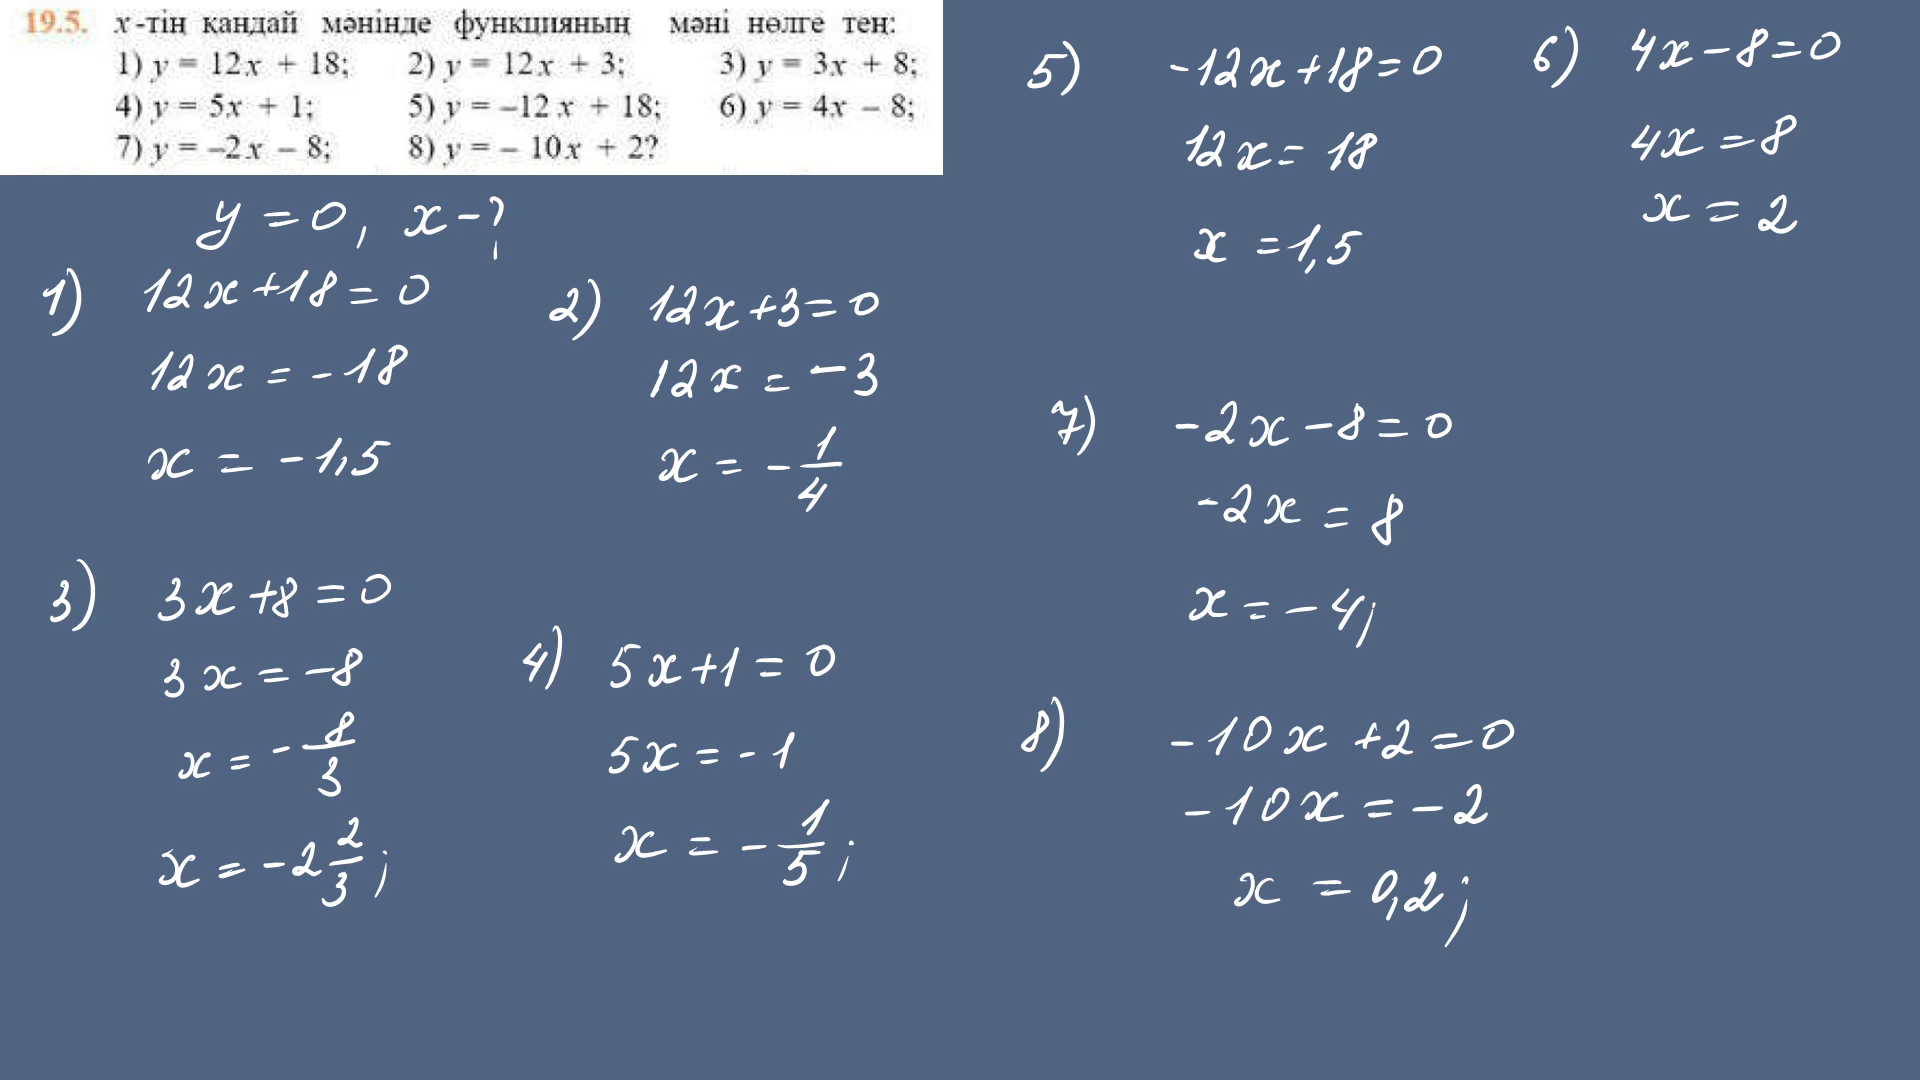 19.5. x-тің қандай мәнінде функцияның мәні нөлге тең:
1) y = 12x + 18; 2) y = 12x + 3; 3) y = 3x + 8;
4) y = 5x + 1; 5) y = –12x + 18; 6) y = 4x – 8;
7) y = –2x – 8; 8) y = – 10x + 2?
y = 0, x - ?
1) 12x + 18 = 0
12x = - 18
x = - 1,5
2) 12x + 3 = 0
12x = - 3
x = - 1/4
3) 3x + 8 = 0
3x = - 8
x = - 8/3
x = - 2 2/3;
4) 5x + 1 = 0
5x = - 1
x = - 1/5;
5) -12x + 18 = 0
12x = 18
x = 1,5
6) 4x - 8 = 0
4x = 8
x = 2
7) -2x - 8 = 0
-2x = 8
x = - 4;
8) -10x + 2 = 0
-10x = - 2
x = 0,2;